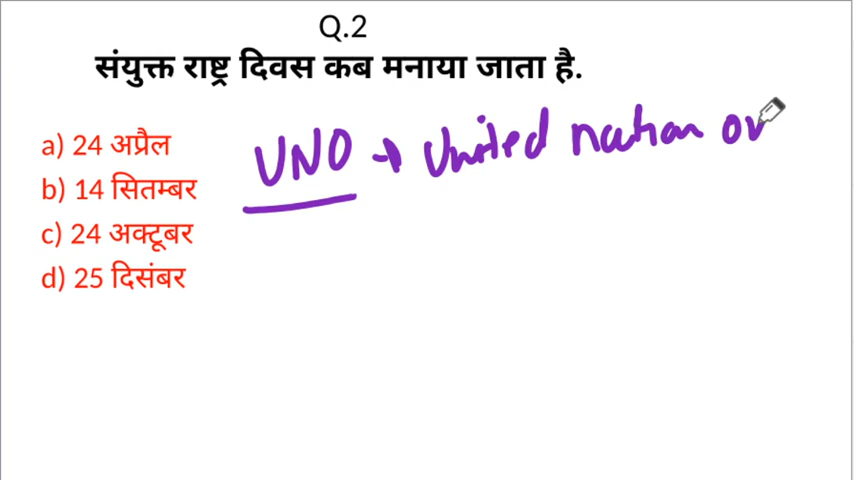 Q.2
संयुक्त राष्ट्र दिवस कब मनाया जाता है.
a) 24 अप्रैल
b) 14 सितम्बर
c) 24 अक्टूबर
d) 25 दिसंबर
UNO → United nation or